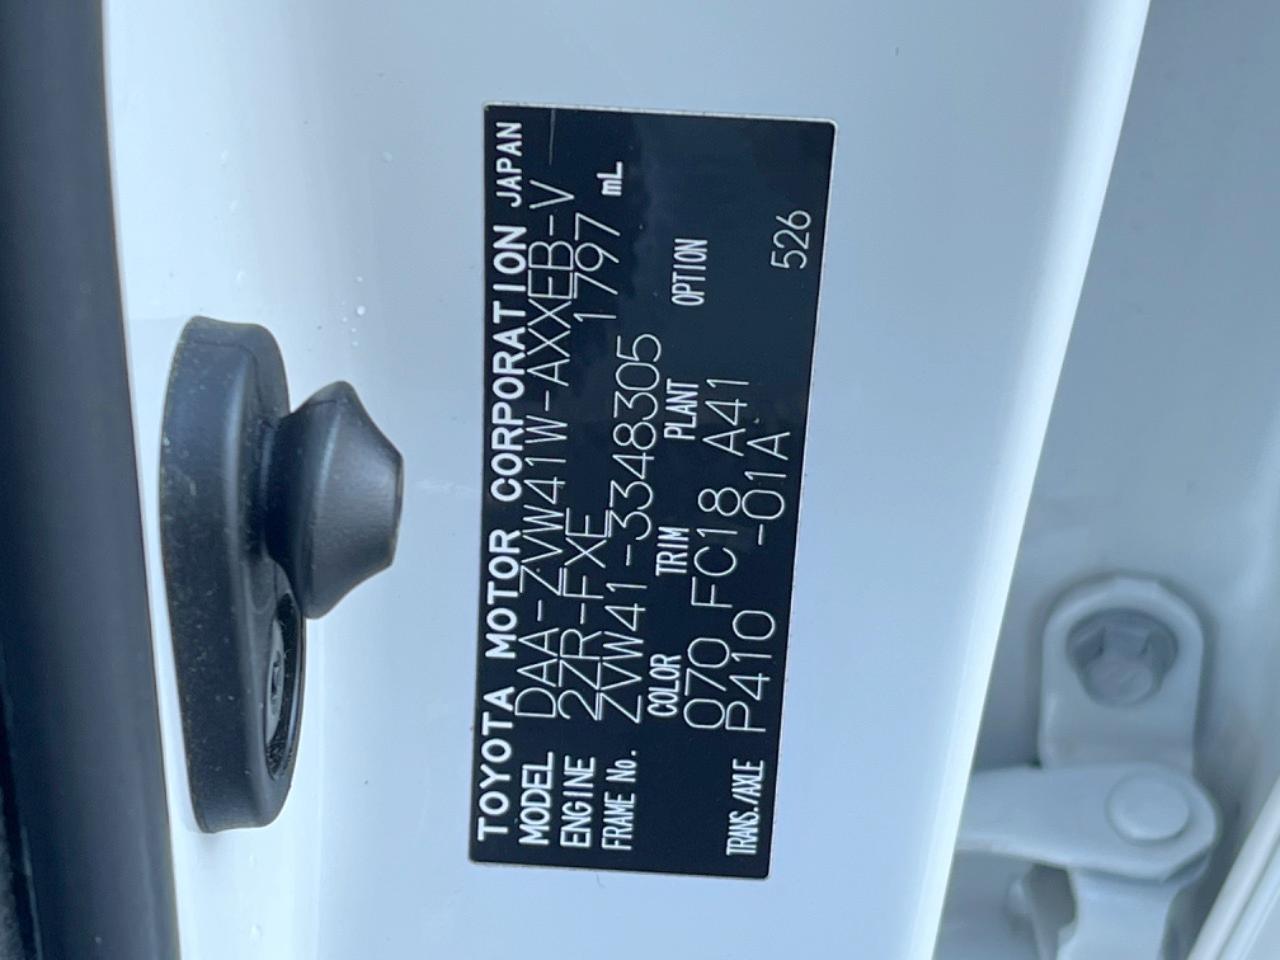 TOYOTA MOTOR CORPORATION JAPAN
MODEL DAA-ZVW41W-AXXEB-V
ENGINE 2ZR-FXE 1797 mL
FRAME No. ZVW41-3348305
COLOR TRIM PLANT OPTION
070 FC18 A41
TRANS./AXLE P410 -01A 526